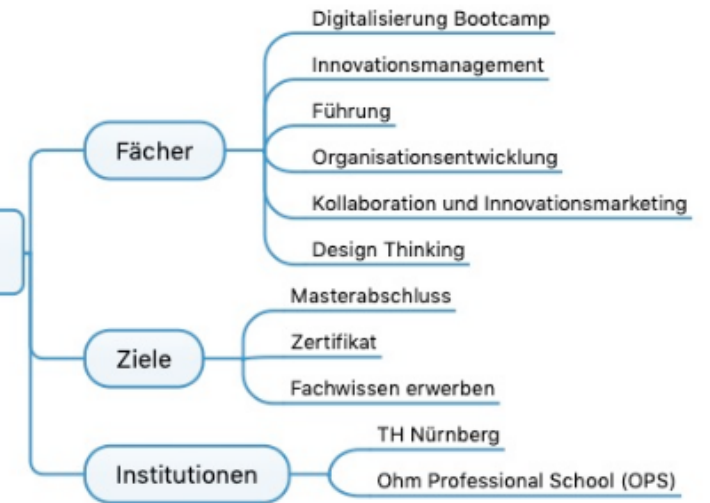 Fächer
Digitalisierung Bootcamp
Innovationsmanagement
Führung
Organisationsentwicklung
Kollaboration und Innovationsmarketing
Design Thinking
Ziele
Masterabschluss
Zertifikat
Fachwissen erwerben
Institutionen
TH Nürnberg
Ohm Professional School (OPS)